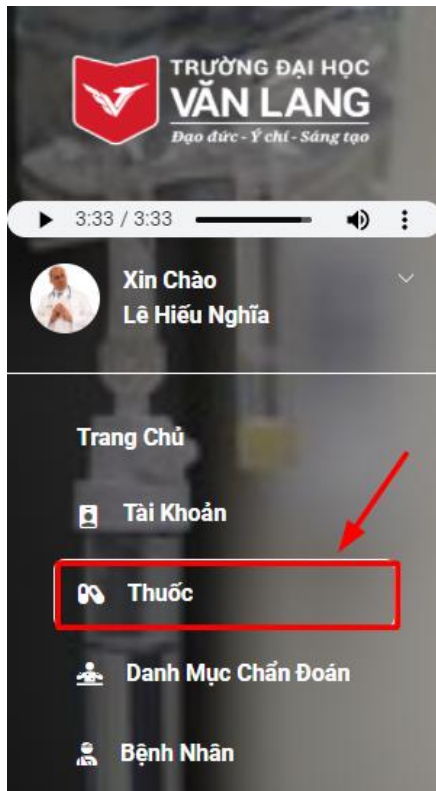 TRƯỜNG ĐẠI HỌC
VĂN LANG
Đạo đức - Ý chí - Sáng tạo
3:33 / 3:33
Xin Chào
Lê Hiếu Nghĩa
Trang Chủ
Tài Khoản
Thuốc
Danh Mục Chẩn Đoán
Bệnh Nhân